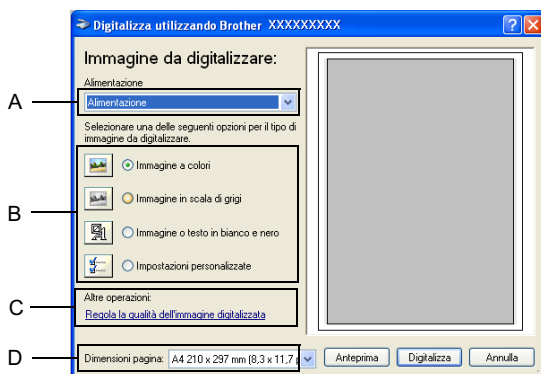 Digitalizza utilizzando Brother XXXXXXXXX
Immagine da digitalizzare:
Alimentazione
A
Alimentazione
Selezionare una delle seguenti opzioni per il tipo di
immagine da digitalizzare.
B
Immagine a colori
Immagine in scala di grigi
Immagine o testo in bianco e nero
Impostazioni personalizzate
C
Altre operazioni:
Regola la qualità dell'immagine digitalizzata
D
Dimensioni pagina: A4 210 x 297 mm (8,3 x 11,7
Anteprima Digitalizza Annulla